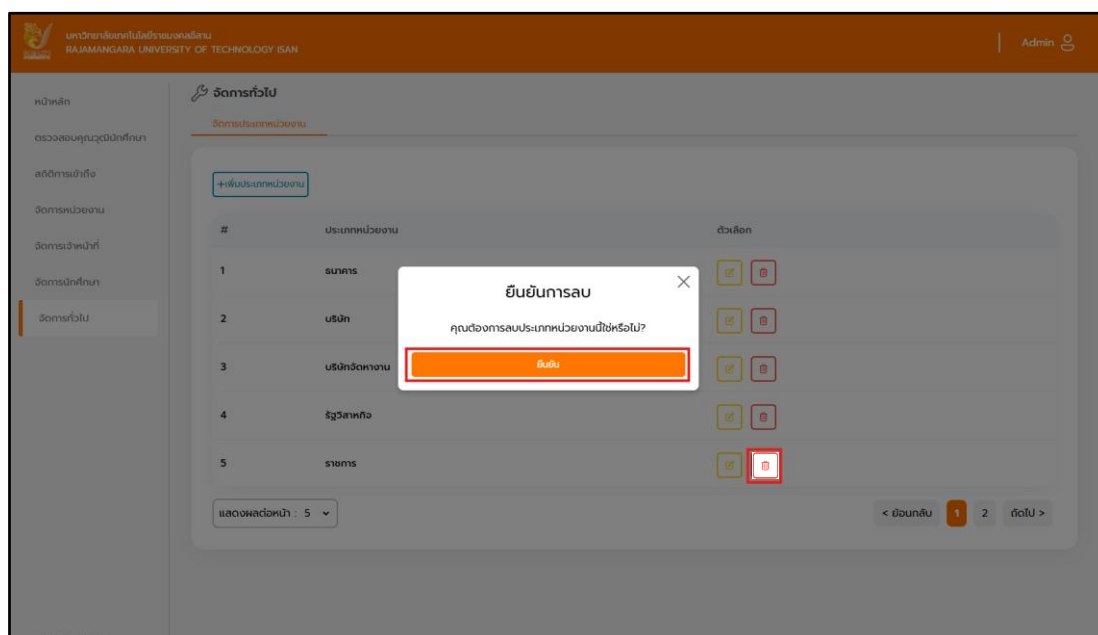 มหาวิทยาลัยเทคโนโลยีราชมงคลอีสาน
RAJAMANGARA UNIVERSITY OF TECHNOLOGY ISAN
Admin
หน้าหลัก
ตรวจสอบคุณวุฒินักศึกษา
สถิติการเข้าถึง
จัดการหน่วยงาน
จัดการเจ้าหน้าที่
จัดการนักศึกษา
จัดการทั่วไป
จัดการทั่วไป
จัดการประเภทหน่วยงาน
+เพิ่มประเภทหน่วยงาน
# ประเภทหน่วยงาน ตัวเลือก
1 ธนาคาร
2 บริษัท
3 บริษัทจัดหางาน
4 รัฐวิสาหกิจ
5 ราชการ
ยืนยันการลบ
คุณต้องการลบประเภทหน่วยงานนี้ใช่หรือไม่?
ยืนยัน
แสดงผลต่อหน้า : 5
< ย้อนกลับ 1 2 ถัดไป >